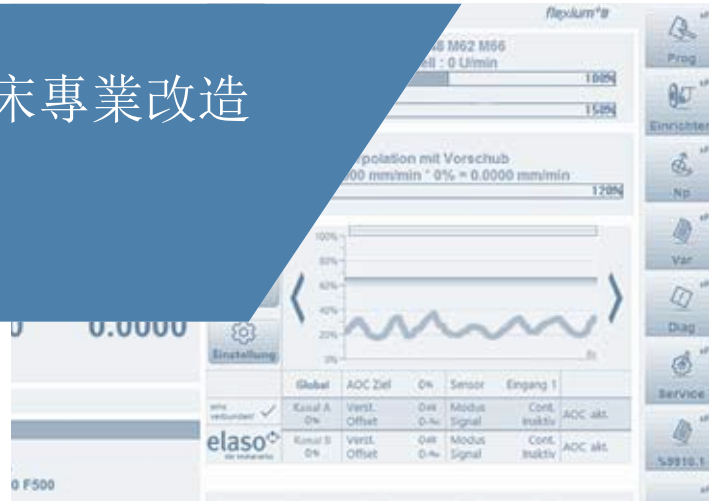 flexium+#
M62 M66
: 0 U/min
100%
床專業改造
150%
Prog
Einrichten
polation mit Vorschub
000 mm/min * 0% = 0.0000 mm/min
120%
Np
100%
80%
60%
40%
20%
0%
Var
0.0000
Einstellung
Diag
Global AOC Ziel 0% Sensor Eingang 1
Kanal A Verst. Modus Cont. AOC akt.
0% Offset Signal Inaktiv
Service
elaso
Kanal B Verst. Modus Cont. AOC akt.
0% Offset Signal Inaktiv
%9910.1
0 F500